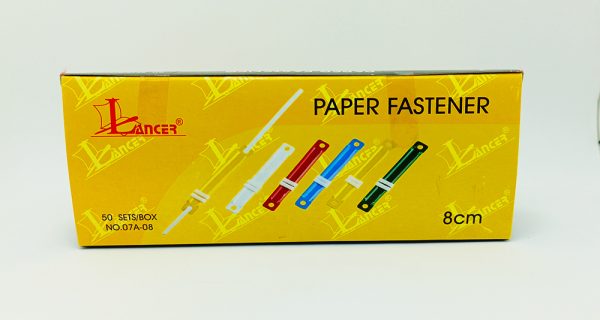 LANCER®
PAPER FASTENER
50 SETS/BOX
NO.07A-08
8cm